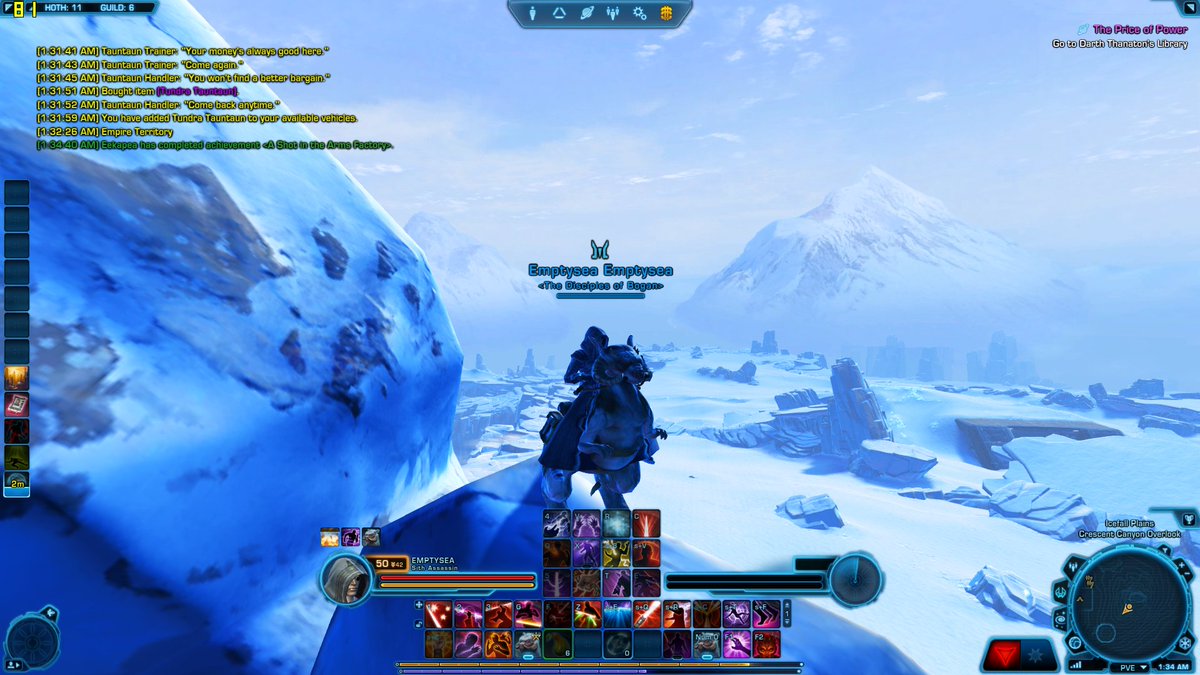 HOTH: 11 GUILD: 6
The Price of Power
Go to Darth Thanaton's Library
[1:31:41 AM] Tauntaun Trainer: "Your money's always good here."
[1:31:43 AM] Tauntaun Trainer: "Come again."
[1:31:45 AM] Tauntaun Handler: "You won't find a better bargain."
[1:31:51 AM] Bought item [Tundra Tauntaun].
[1:31:52 AM] Tauntaun Handler: "Come back anytime."
[1:31:59 AM] You have added Tundra Tauntaun to your available vehicles.
[1:32:26 AM] Empire Territory
[1:34:40 AM] Eekapea has completed achievement <A Shot in the Arms Factory>.
Emptysea Emptysea
<The Disciples of Bogan>
2m
Icefall Plains
Crescent Canyon Overlook
50 42
EMPTYSEA
Sith Assassin
PVE 1:34 AM